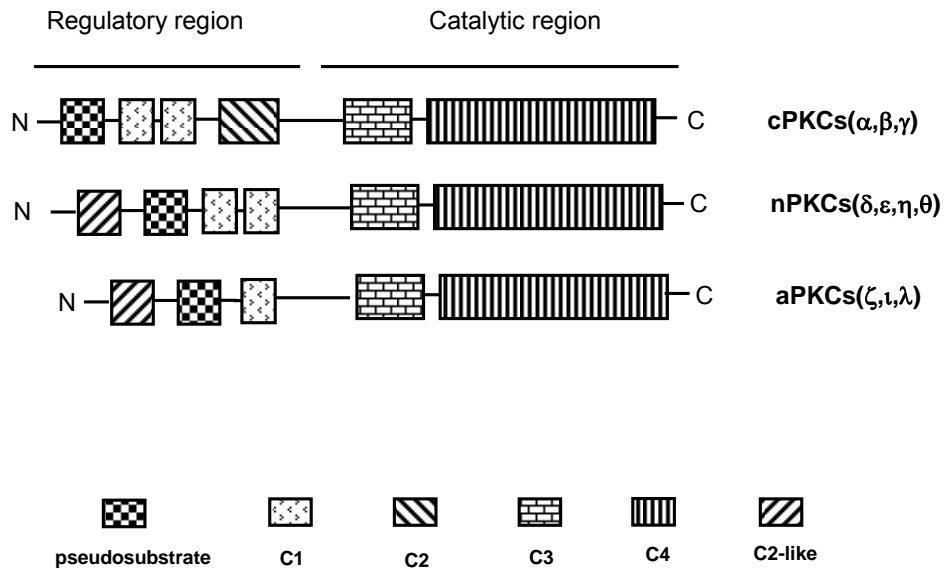 Regulatory region Catalytic region
N C cPKCs(α,β,γ)
N C nPKCs(δ,ε,η,θ)
N C aPKCs(ζ,ι,λ)
pseudosubstrate C1 C2 C3 C4 C2-like